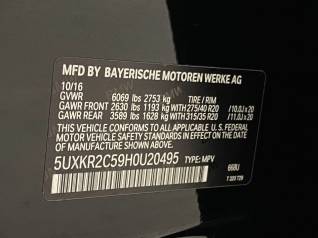 MFD BY BAYERISCHE MOTOREN WERKE AG
10/16
GVWR 6069 lbs 2753 kg TIRE / RIM
GAWR FRONT 2630 lbs 1193 kg WITH 275/40 R20 / 10.0J x 20
GAWR REAR 3589 lbs 1628 kg WITH 315/35 R20 / 11.0J x 20
THIS VEHICLE CONFORMS TO ALL APPLICABLE
U.S. FEDERAL MOTOR VEHICLE SAFETY
STANDARDS IN EFFECT ON THE DATE OF
MANUFACTURE SHOWN ABOVE.
5UXKR2C59H0U20495 TYPE: MPV
668U